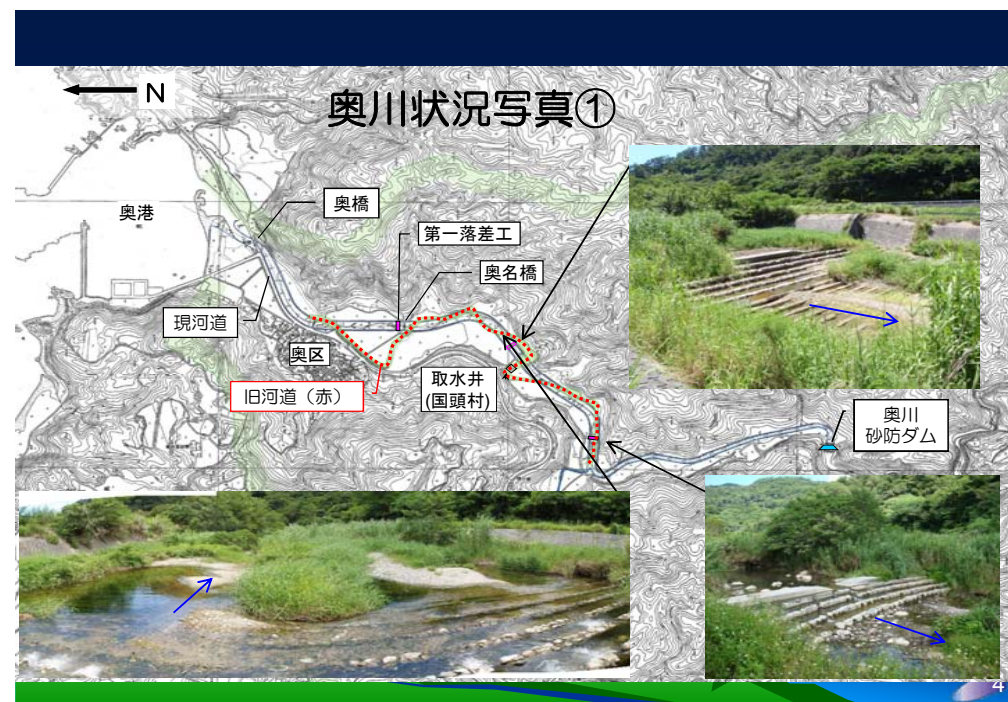 N
奥川状況写真①
奥港
奥橋
第一落差工
奥名橋
現河道
奥区
旧河道（赤）
取水井
(国頭村)
奥川
砂防ダム
4